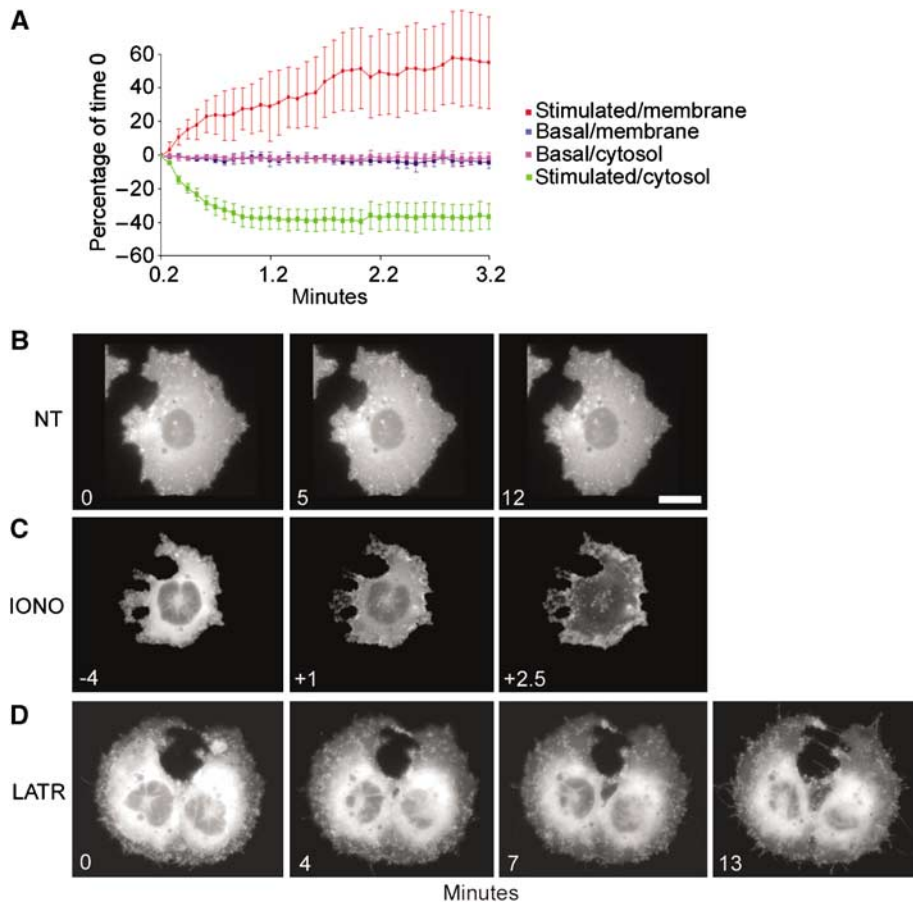 A
Percentage of time 0
60
40
20
0
−20
−40
−60
0.2 1.2 2.2 3.2
Minutes
Stimulated/membrane
Basal/membrane
Basal/cytosol
Stimulated/cytosol
B
NT
0 5 12
C
IONO
-4 +1 +2.5
D
LATR
0 4 7 13
Minutes